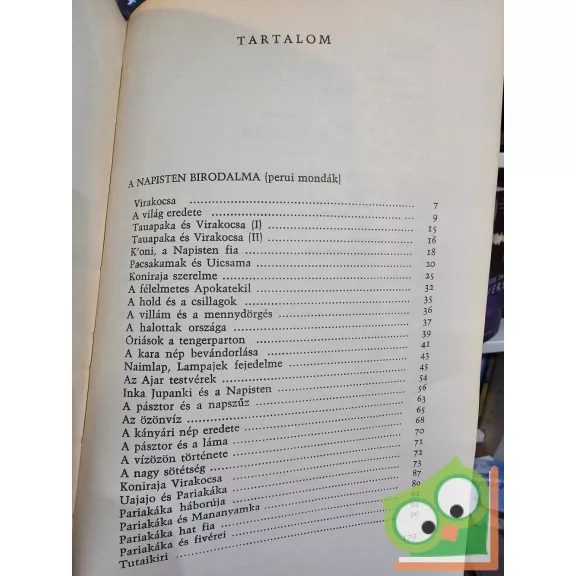 TARTALOM
A NAPISTEN BIRODALMA (perui mondák)
Virakocsa 7
A világ eredete 9
Tauapaka és Virakocsa (I) 15
Tauapaka és Virakocsa (II) 16
K'oni, a Napisten fia 18
Pacsakamak és Uicsama 20
Koniraja szerelme 25
A félelmetes Apokatekil 32
A hold és a csillagok 35
A villám és a mennydörgés 36
A halottak országa 37
Óriások a tengerparton 39
A kara nép bevándorlása 41
Naimlap, Lampajek fejedelme 43
Az Ajar testvérek 45
Inka Jupanki és a Napisten 54
A pásztor és a napszűz 56
Az özönvíz 63
A kányári nép eredete 65
A pásztor és a láma 68
A vízözön története 70
A nagy sötétség 71
Koniraja Virakocsa 72
Uajajo és Pariakáka 73
Pariakáka háborúja 87
Pariakáka és Mananyamka
Pariakáka hat fia
Pariakáka és fivérei
Tutaikiri